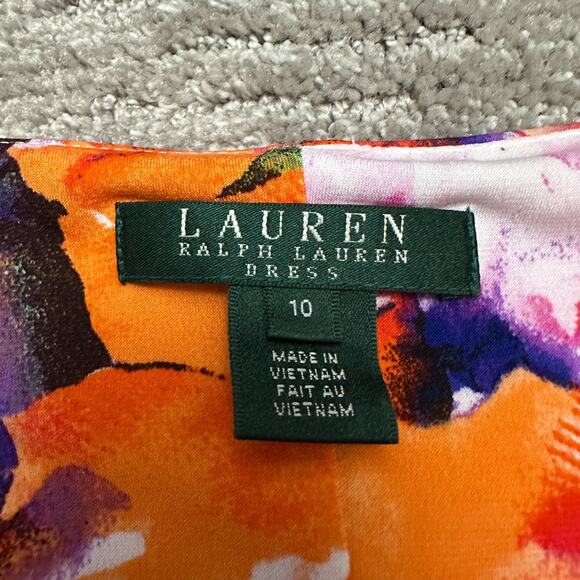 LAUREN
RALPH LAUREN
DRESS
10
MADE IN
VIETNAM
FAIT AU
VIETNAM